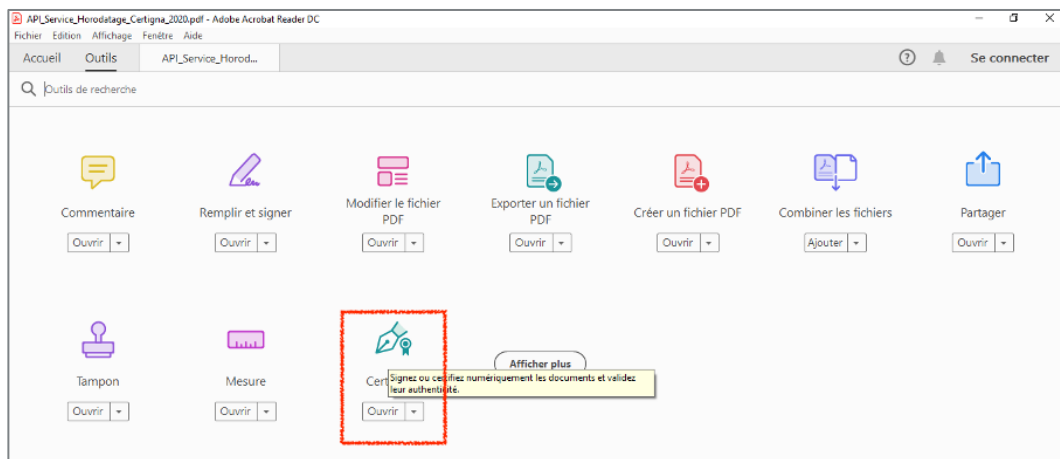 API_Service_Horodatage_Certigna_2020.pdf - Adobe Acrobat Reader DC
Fichier Edition Affichage Fenêtre Aide
Accueil Outils API_Service_Horod... Se connecter
Outils de recherche
Commentaire Remplir et signer Modifier le fichier PDF Exporter un fichier PDF Créer un fichier PDF Combiner les fichiers Partager
Ouvrir Ouvrir Ouvrir Ouvrir Ouvrir Ajouter Ouvrir
Afficher plus
Tampon Mesure Cert
Signez ou certifiez numériquement les documents et validez
leur authenticité.
Ouvrir Ouvrir Ouvrir